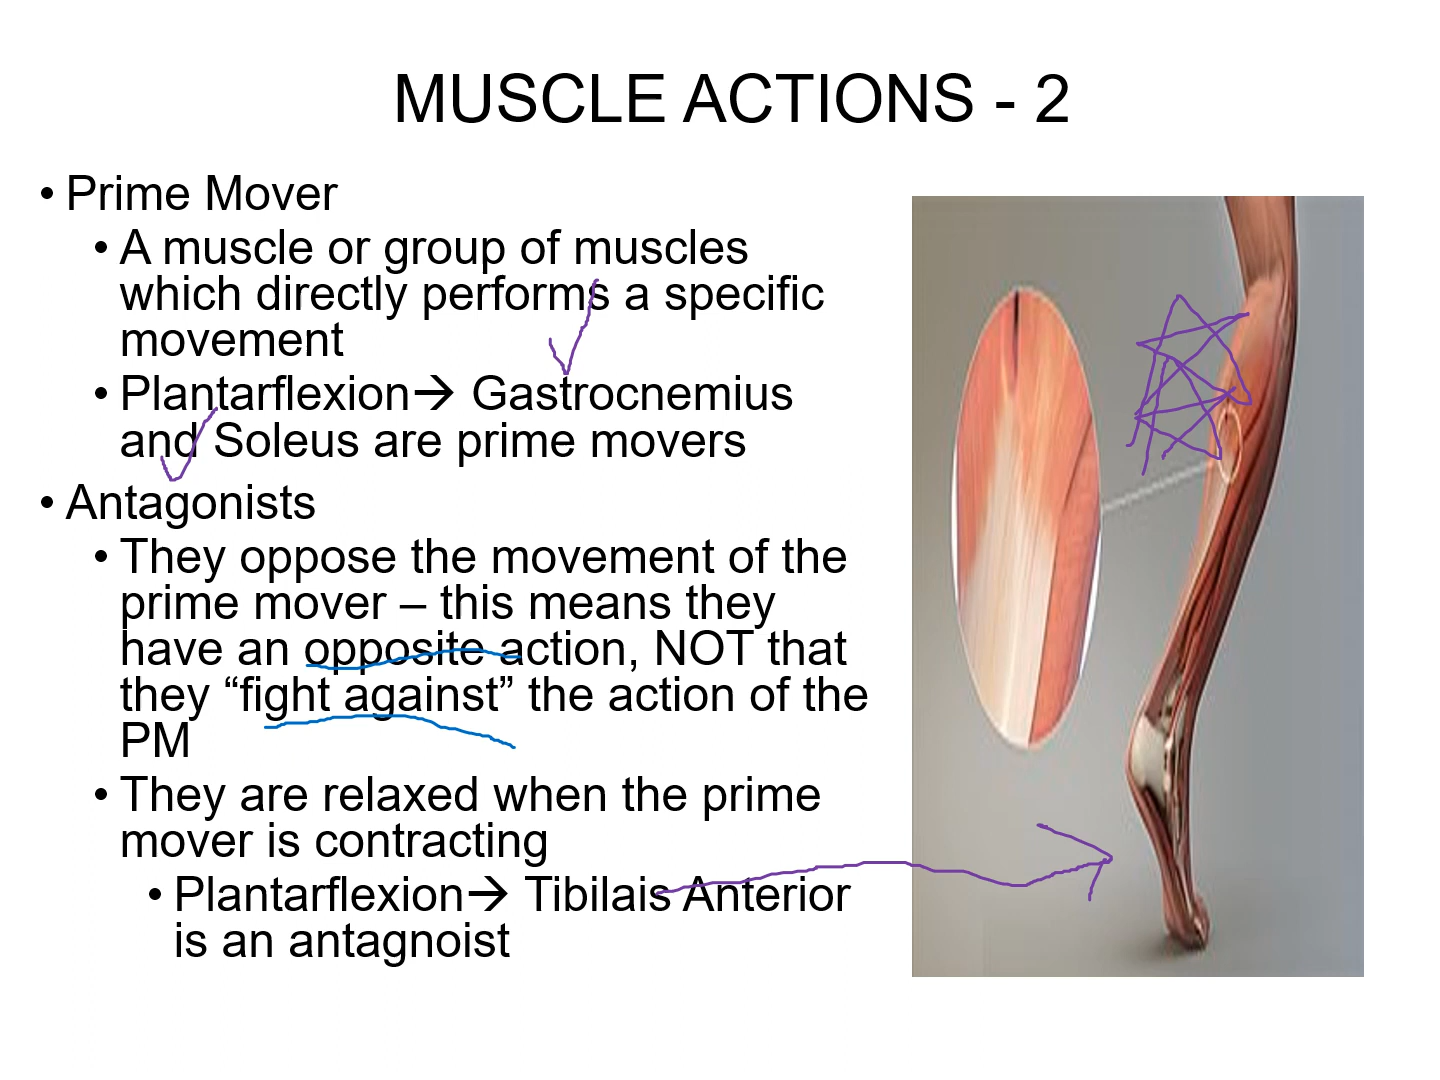 MUSCLE ACTIONS - 2
• Prime Mover
• A muscle or group of muscles
which directly performs a specific
movement
• Plantarflexion→ Gastrocnemius
and Soleus are prime movers
• Antagonists
• They oppose the movement of the
prime mover – this means they
have an opposite action, NOT that
they “fight against” the action of the
PM
• They are relaxed when the prime
mover is contracting
• Plantarflexion→ Tibilais Anterior
is an antagnoist